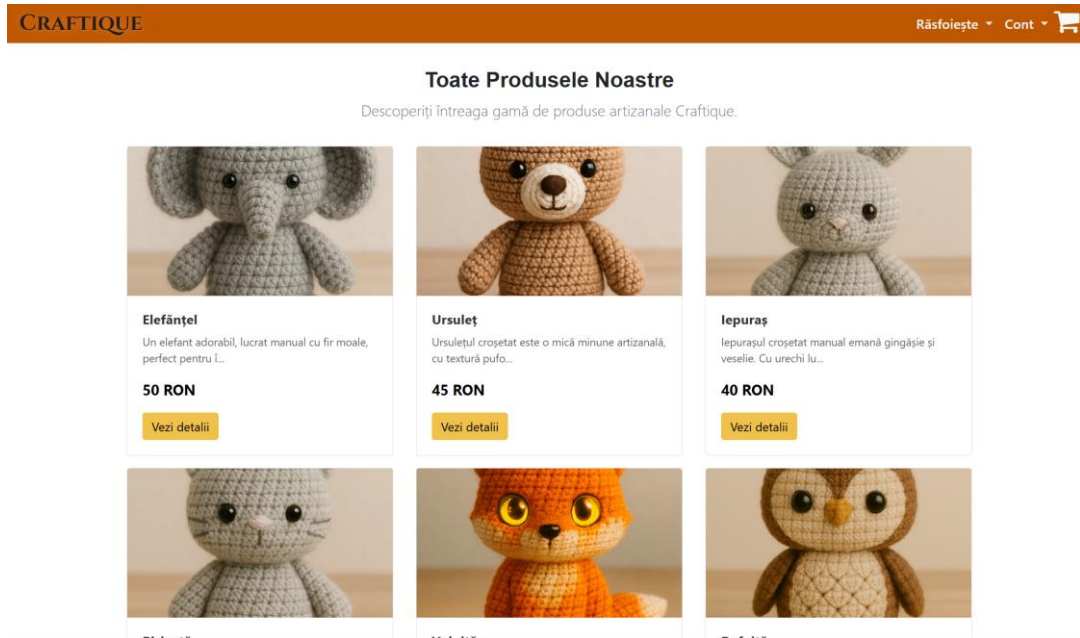 CRAFTIQUE
Răsfoiește Cont
Toate Produsele Noastre
Descoperiți întreaga gamă de produse artizanale Craftique.
Elefănțel
Un elefant adorabil, lucrat manual cu fir moale,
perfect pentru î...
50 RON
Vezi detalii
Ursuleț
Ursulețul croșetat este o mică minune artizanală,
cu textură pufo...
45 RON
Vezi detalii
Iepuraș
Iepurașul croșetat manual emană gingășie și
veselie. Cu urechi lu...
40 RON
Vezi detalii